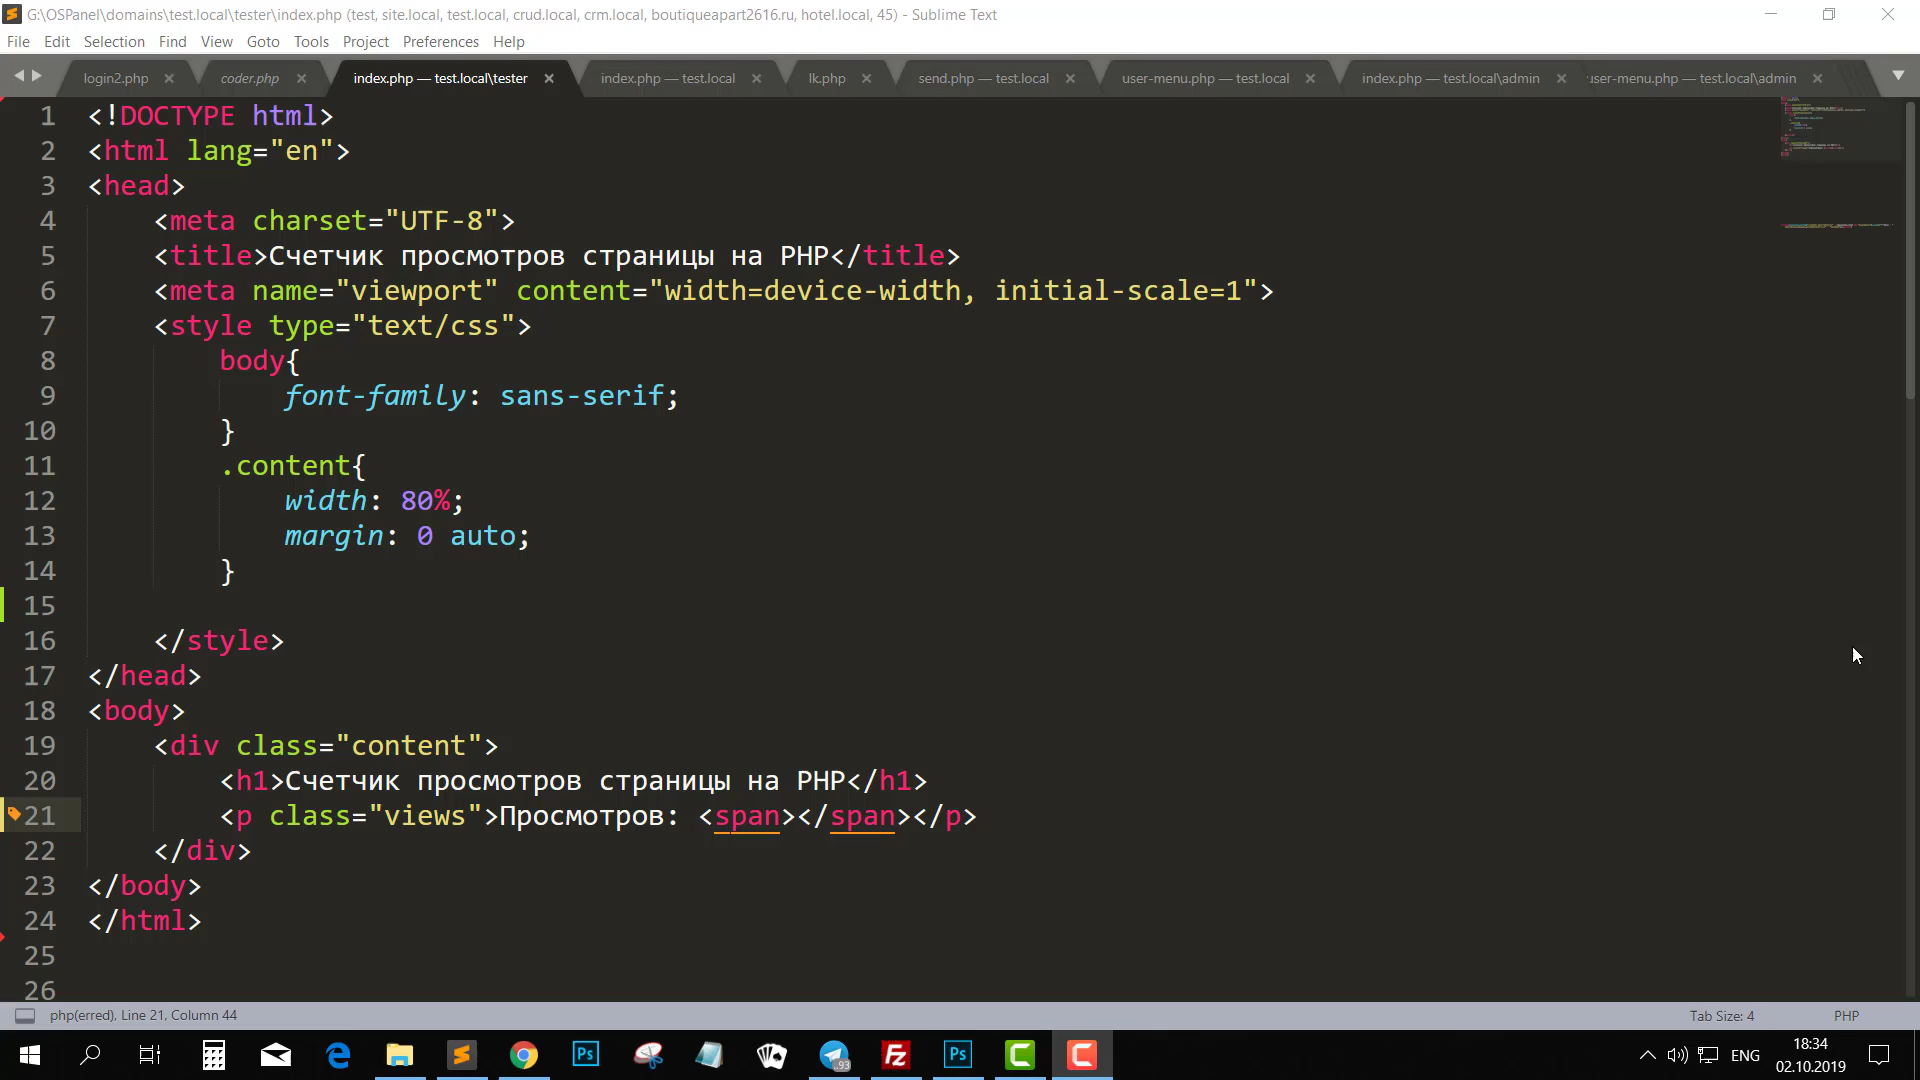 G:\OSPanel\domains\test.local\tester\index.php (test, site.local, test.local, crud.local, crm.local, boutiqueapart2616.ru, hotel.local, 45) - Sublime Text
File Edit Selection Find View Goto Tools Project Preferences Help
login2.php coder.php index.php — test.local\tester index.php — test.local lk.php send.php — test.local user-menu.php — test.local index.php — test.local\admin user-menu.php — test.local\admin
1 <!DOCTYPE html>
2 <html lang="en">
3 <head>
4 <meta charset="UTF-8">
5 <title>Счетчик просмотров страницы на PHP</title>
6 <meta name="viewport" content="width=device-width, initial-scale=1">
7 <style type="text/css">
8 body{
9 font-family: sans-serif;
10 }
11 .content{
12 width: 80%;
13 margin: 0 auto;
14 }
15
16 </style>
17 </head>
18 <body>
19 <div class="content">
20 <h1>Счетчик просмотров страницы на PHP</h1>
21 <p class="views">Просмотров: <span></span></p>
22 </div>
23 </body>
24 </html>
25
26
php(erred), Line 21, Column 44 Tab Size: 4 PHP
Ps 93 Fz Ps C C ENG 18:34
02.10.2019